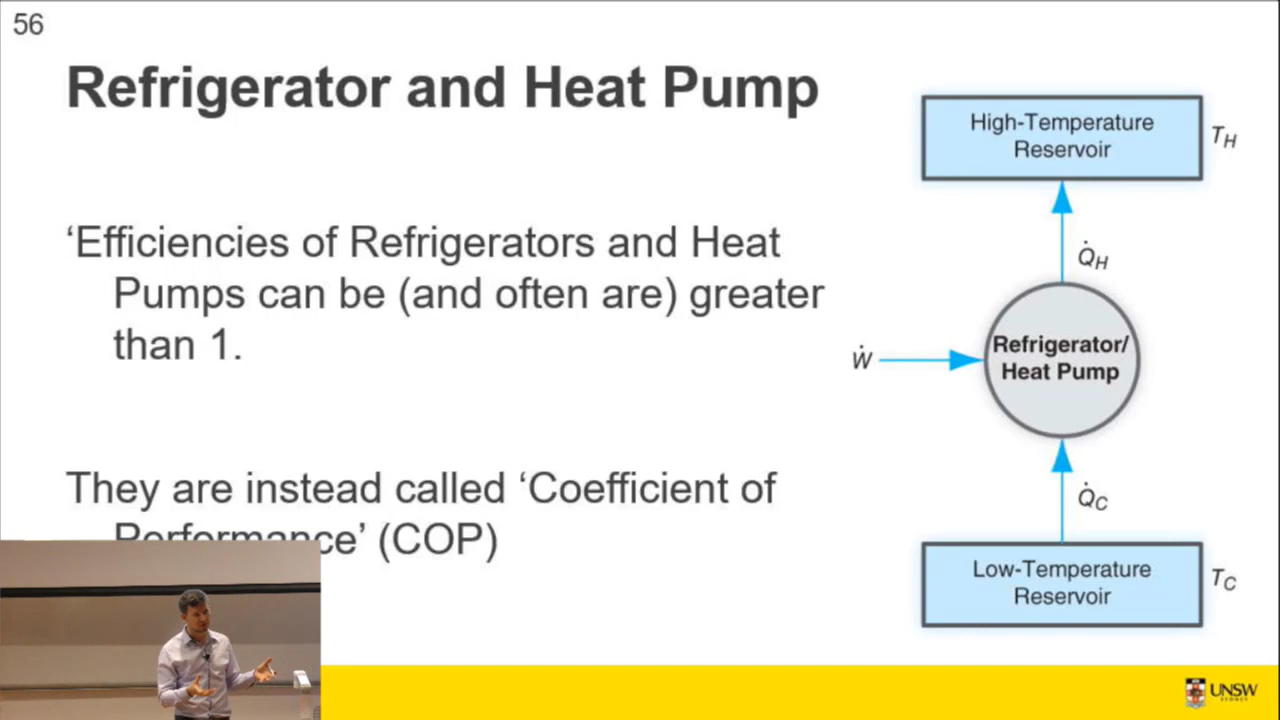 56
Refrigerator and Heat Pump
‘Efficiencies of Refrigerators and Heat
Pumps can be (and often are) greater
than 1.
They are instead called ‘Coefficient of
Performance’ (COP)
High-Temperature
Reservoir
T_H
Q̇_H
Ẇ
Refrigerator/
Heat Pump
Q̇_C
Low-Temperature
Reservoir
T_C
UNSW
SYDNEY